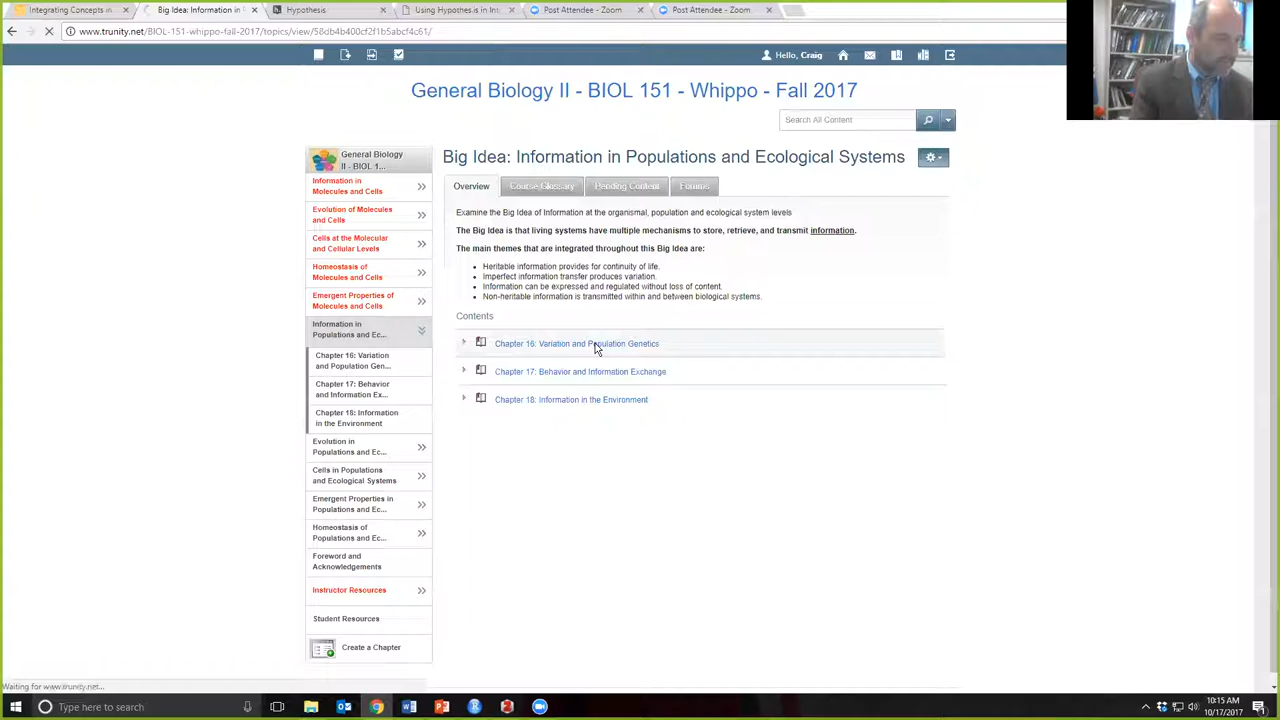 Integrating Concepts in
Big Idea: Information in
Hypothesis
Using Hypothes.is in Int
Post Attendee - Zoom
Post Attendee - Zoom
www.trunity.net/BIOL-151-whippo-fall-2017/topics/view/58db4b400cf2f1b5abcf4c61/
Hello, Craig
General Biology II - BIOL 151 - Whippo - Fall 2017
Search All Content
General Biology
II - BIOL 1...
Information in
Molecules and Cells
Evolution of Molecules
and Cells
Cells at the Molecular
and Cellular Levels
Homeostasis of
Molecules and Cells
Emergent Properties of
Molecules and Cells
Information in
Populations and Ec...
Chapter 16: Variation
and Population Gen...
Chapter 17: Behavior
and Information Ex...
Chapter 18: Information
in the Environment
Evolution in
Populations and Ec...
Cells in Populations
and Ecological Systems
Emergent Properties in
Populations and Ec...
Homeostasis of
Populations and Ec...
Foreword and
Acknowledgements
Instructor Resources
Student Resources
Create a Chapter
Big Idea: Information in Populations and Ecological Systems
Overview
Course Glossary
Pending Content
Forums
Examine the Big Idea of Information at the organismal, population and ecological system levels
The Big Idea is that living systems have multiple mechanisms to store, retrieve, and transmit information.
The main themes that are integrated throughout this Big Idea are:
Heritable information provides for continuity of life.
Imperfect information transfer produces variation.
Information can be expressed and regulated without loss of content.
Non-heritable information is transmitted within and between biological systems.
Contents
Chapter 16: Variation and Population Genetics
Chapter 17: Behavior and Information Exchange
Chapter 18: Information in the Environment
Waiting for www.trunity.net...
Type here to search
10:15 AM
10/17/2017